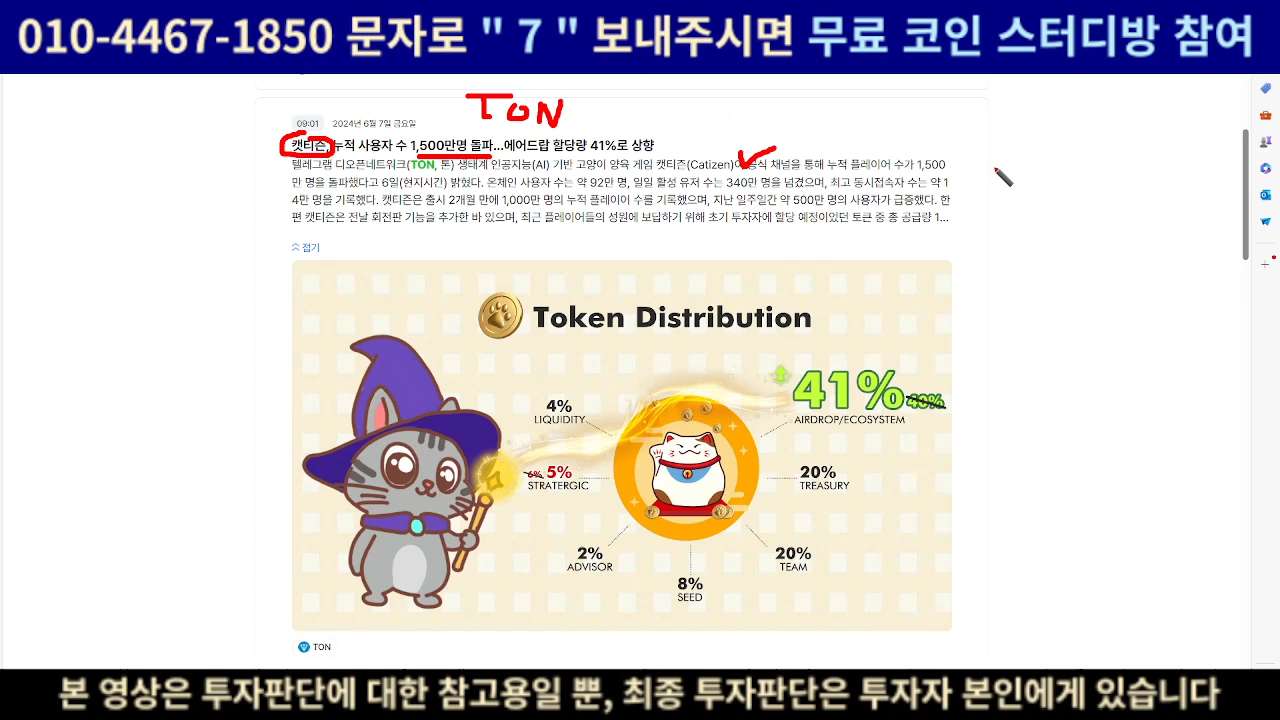 010-4467-1850 문자로 " 7 " 보내주시면 무료 코인 스터디방 참여
TON
09:01 2024년 6월 7일 금요일
캣티즌, 누적 사용자 수 1,500만명 돌파...에어드랍 할당량 41%로 상향
텔레그램 디오픈네트워크(TON, 톤) 생태계 인공지능(AI) 기반 고양이 양육 게임 캣티즌(Catizen)이 공식 채널을 통해 누적 플레이어 수가 1,500
만 명을 돌파했다고 6일(현지시간) 밝혔다. 온체인 사용자 수는 약 92만 명, 일일 활성 유저 수는 340만 명을 넘겼으며, 최고 동시접속자 수는 약 1
4만 명을 기록했다. 캣티즌은 출시 2개월 만에 1,000만 명의 누적 플레이어 수를 기록했으며, 지난 일주일간 약 500만 명의 사용자가 급증했다. 한
편 캣티즌은 전날 회전판 기능을 추가한 바 있으며, 최근 플레이어들의 성원에 보답하기 위해 초기 투자자에 할당 예정이었던 토큰 중 총 공급량 1...
접기
Token Distribution
41% 40%
AIRDROP/ECOSYSTEM
4%
LIQUIDITY
6% 5%
STRATERGIC
20%
TREASURY
2%
ADVISOR
20%
TEAM
8%
SEED
TON
본 영상은 투자판단에 대한 참고용일 뿐, 최종 투자판단은 투자자 본인에게 있습니다